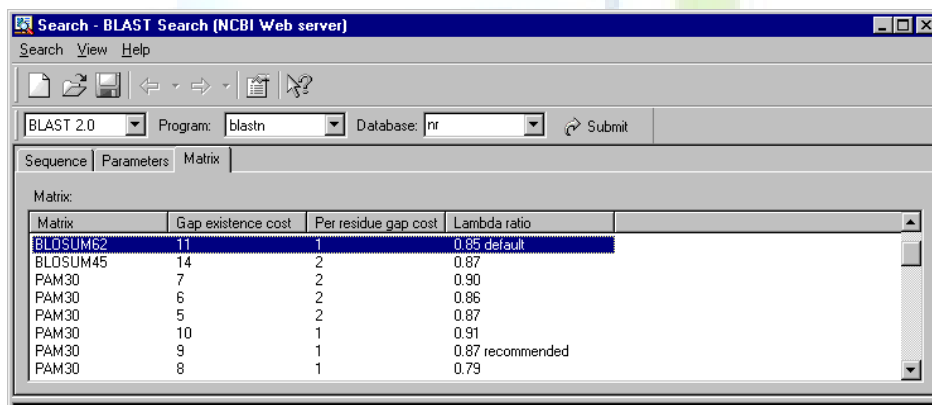 Search - BLAST Search (NCBI Web server)
Search View Help
BLAST 2.0 Program: blastn Database: nr Submit
Sequence Parameters Matrix
Matrix:
Matrix Gap existence cost Per residue gap cost Lambda ratio
BLOSUM62 11 1 0.85 default
BLOSUM45 14 2 0.87
PAM30 7 2 0.90
PAM30 6 2 0.86
PAM30 5 2 0.87
PAM30 10 1 0.91
PAM30 9 1 0.87 recommended
PAM30 8 1 0.79